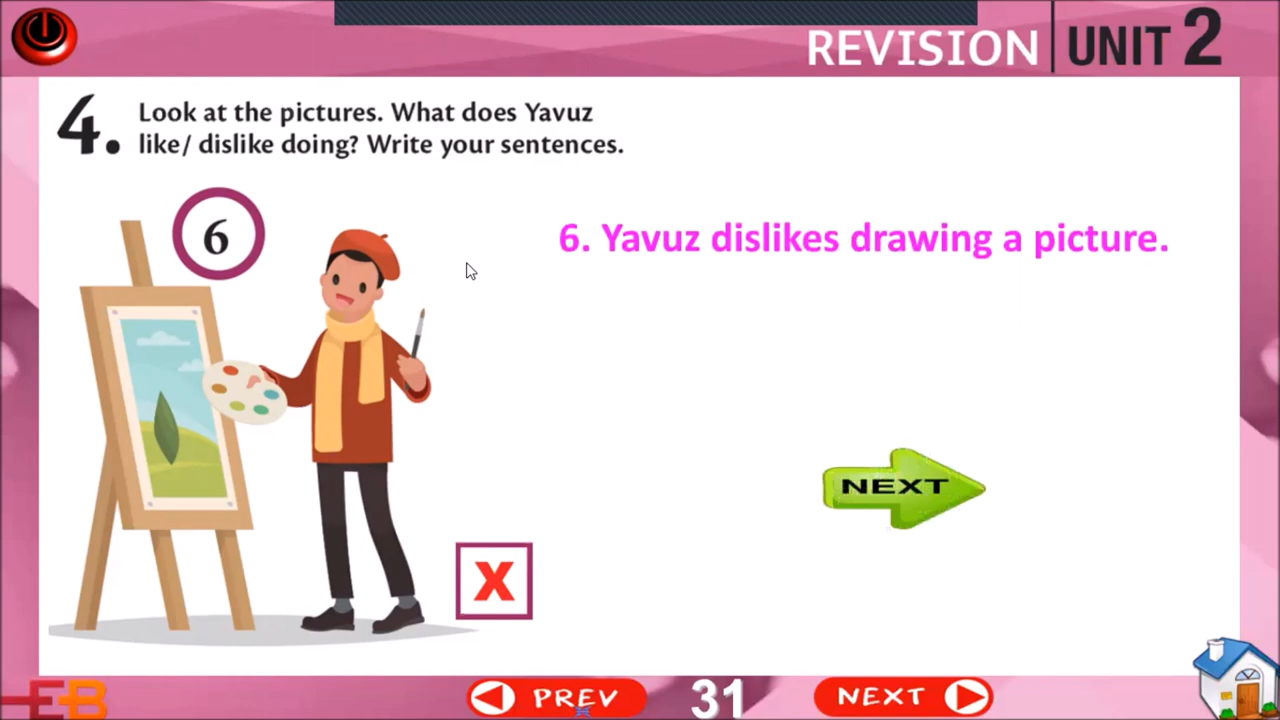 REVISION UNIT 2
4. Look at the pictures. What does Yavuz
like/ dislike doing? Write your sentences.
6
6. Yavuz dislikes drawing a picture.
NEXT
X
EB
PREV 31 NEXT